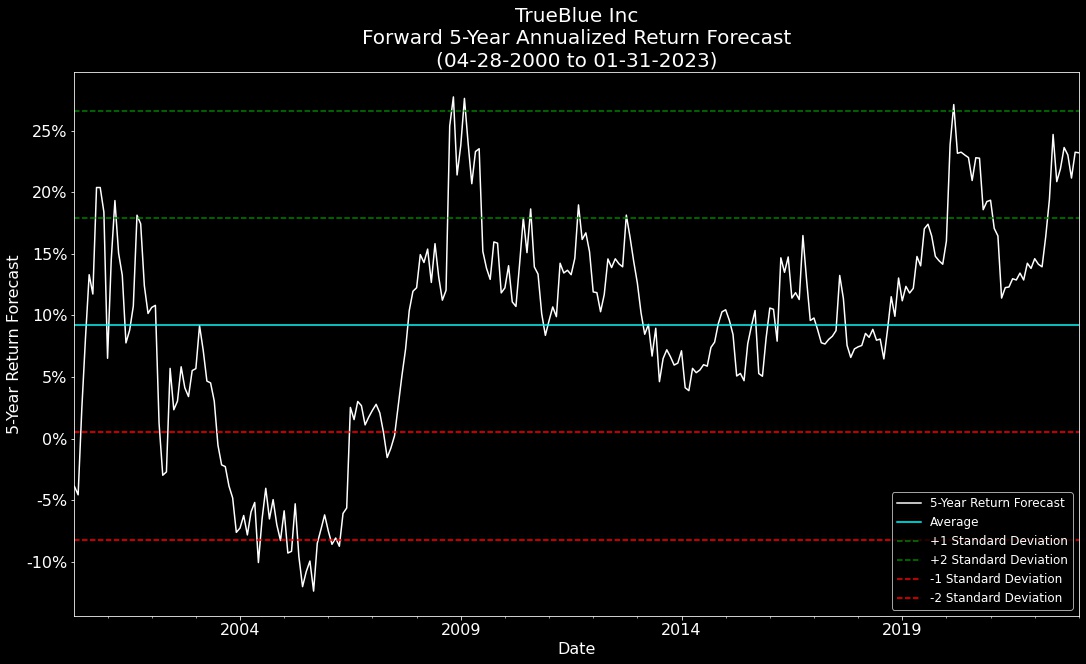 TrueBlue Inc
Forward 5-Year Annualized Return Forecast
(04-28-2000 to 01-31-2023)
5-Year Return Forecast
25%
20%
15%
10%
5%
0%
-5%
-10%
5-Year Return Forecast
Average
+1 Standard Deviation
+2 Standard Deviation
-1 Standard Deviation
-2 Standard Deviation
2004
2009
2014
2019
Date